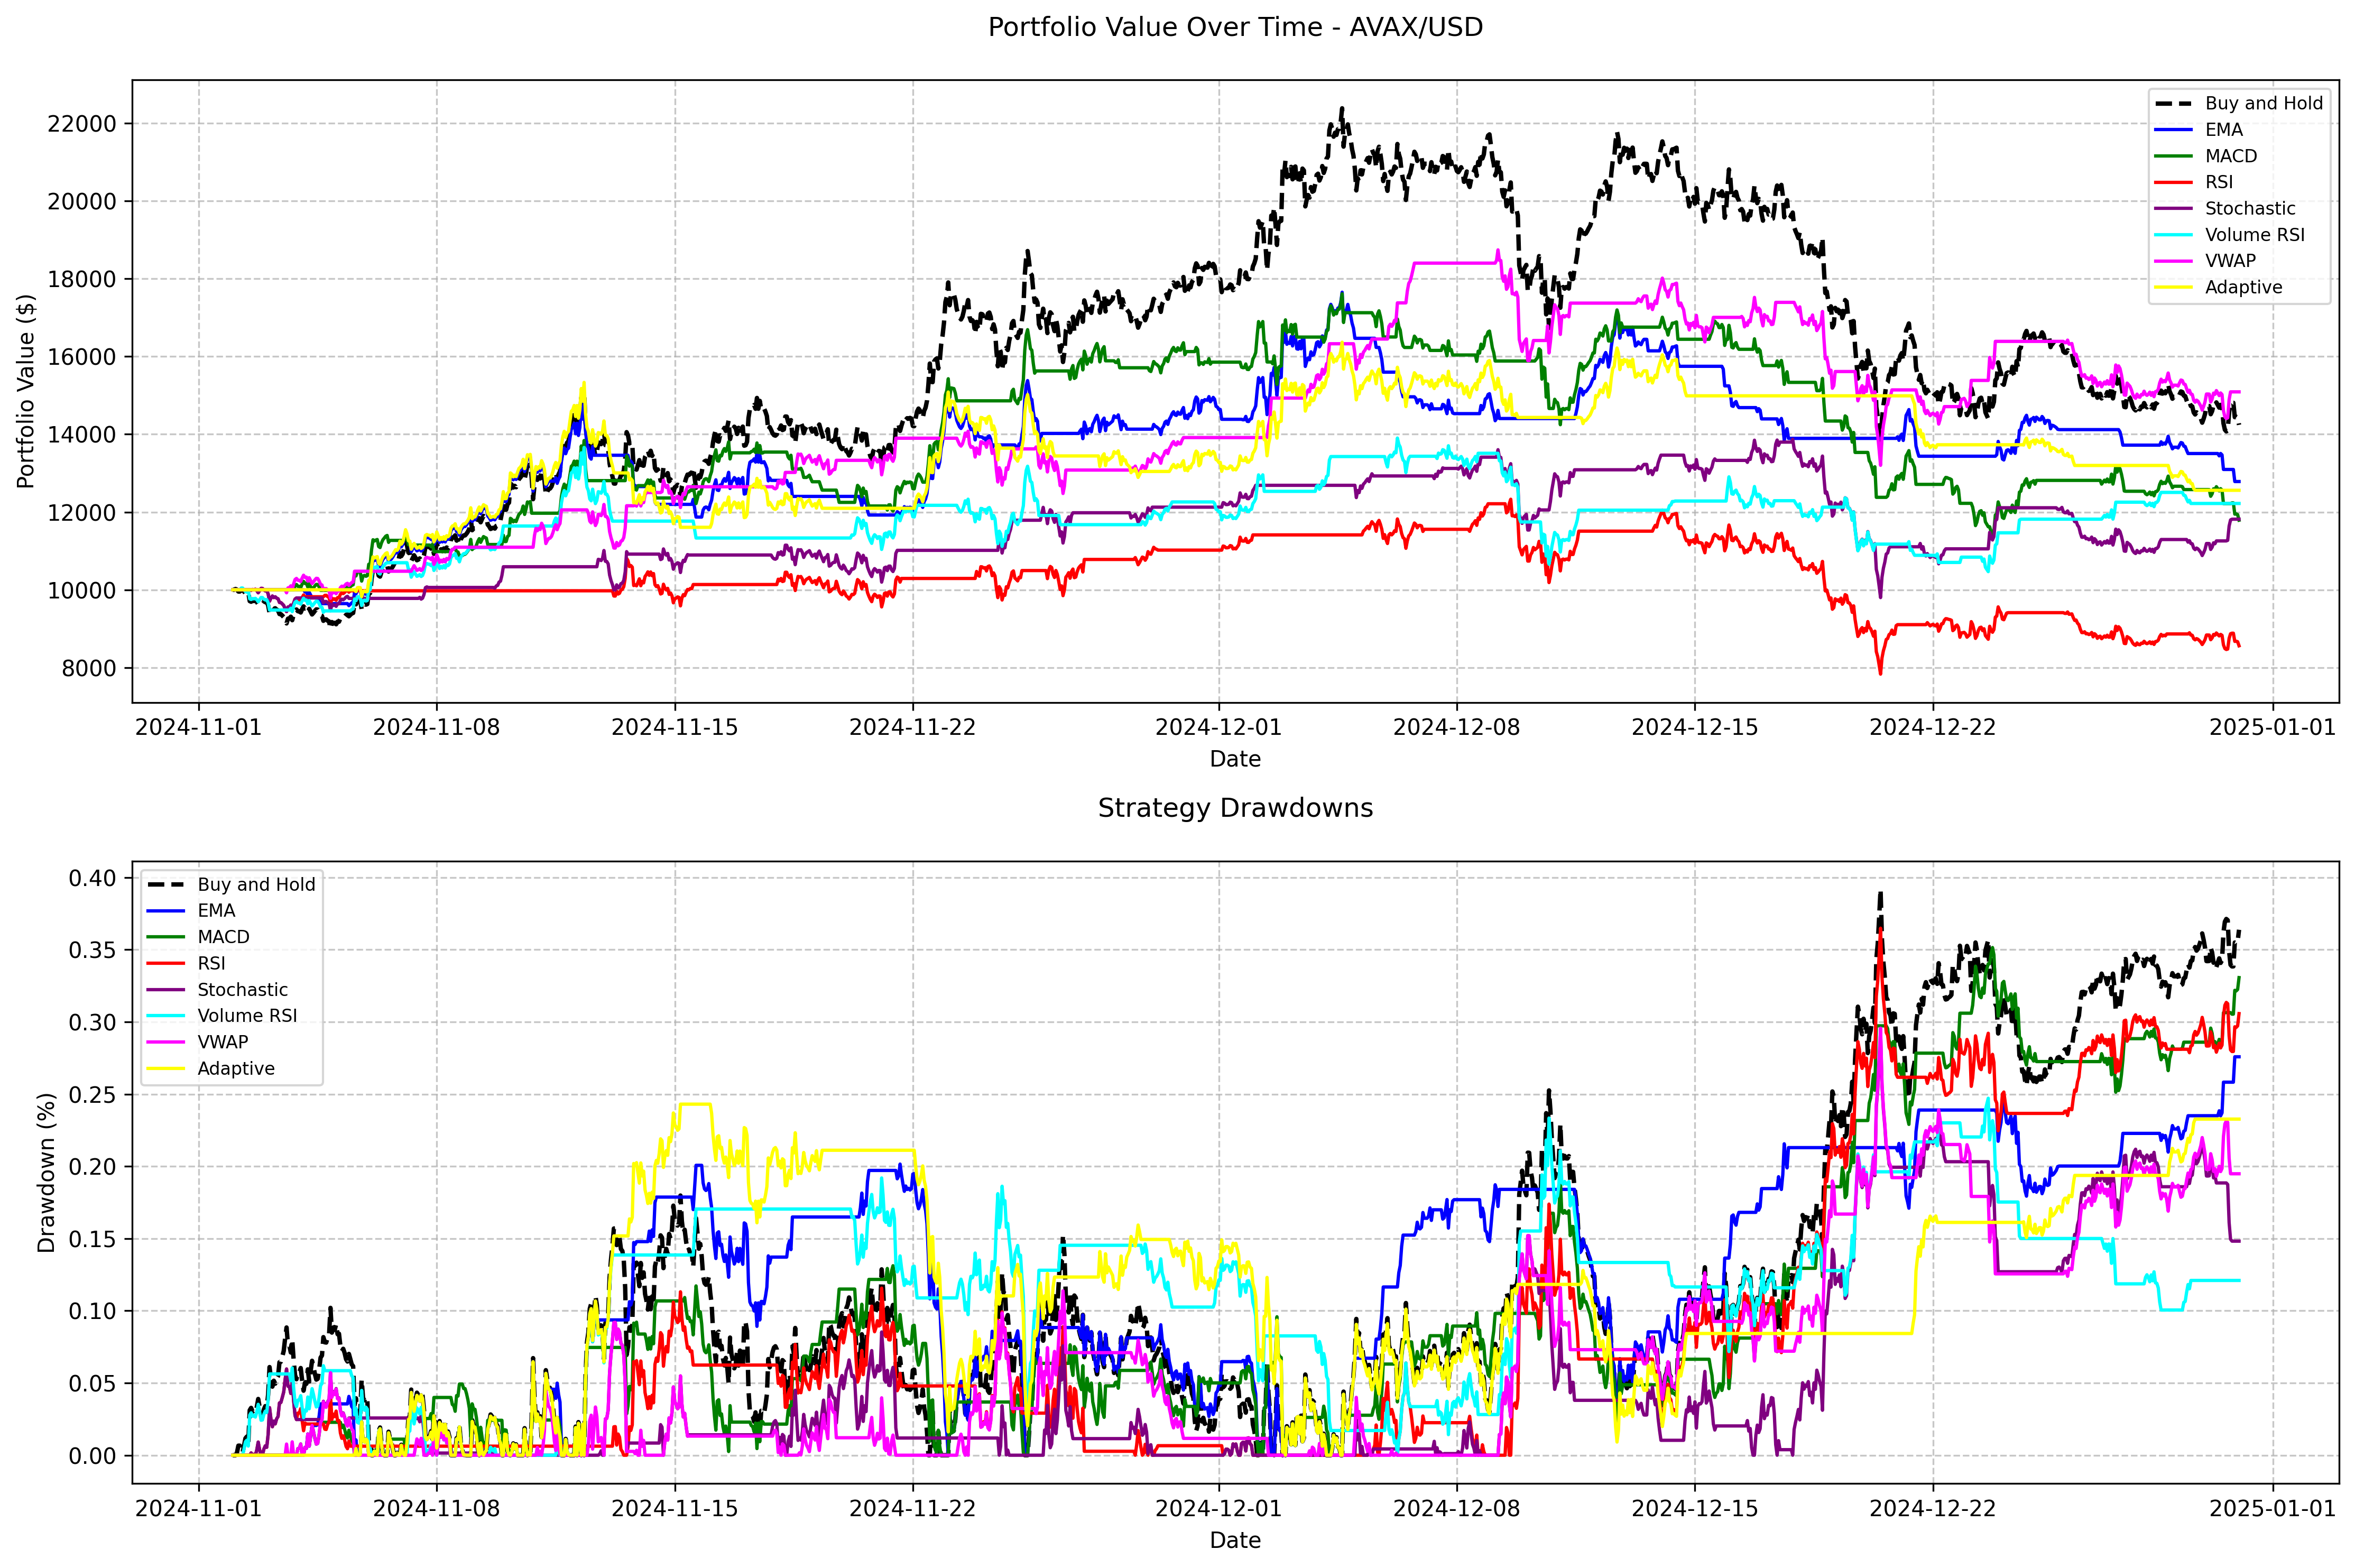 Portfolio Value Over Time - AVAX/USD
Portfolio Value ($)
22000
20000
18000
16000
14000
12000
10000
8000
Buy and Hold
EMA
MACD
RSI
Stochastic
Volume RSI
VWAP
Adaptive
2024-11-01 2024-11-08 2024-11-15 2024-11-22 2024-12-01 2024-12-08 2024-12-15 2024-12-22 2025-01-01
Date
Strategy Drawdowns
Drawdown (%)
0.40
0.35
0.30
0.25
0.20
0.15
0.10
0.05
0.00
Buy and Hold
EMA
MACD
RSI
Stochastic
Volume RSI
VWAP
Adaptive
2024-11-01 2024-11-08 2024-11-15 2024-11-22 2024-12-01 2024-12-08 2024-12-15 2024-12-22 2025-01-01
Date